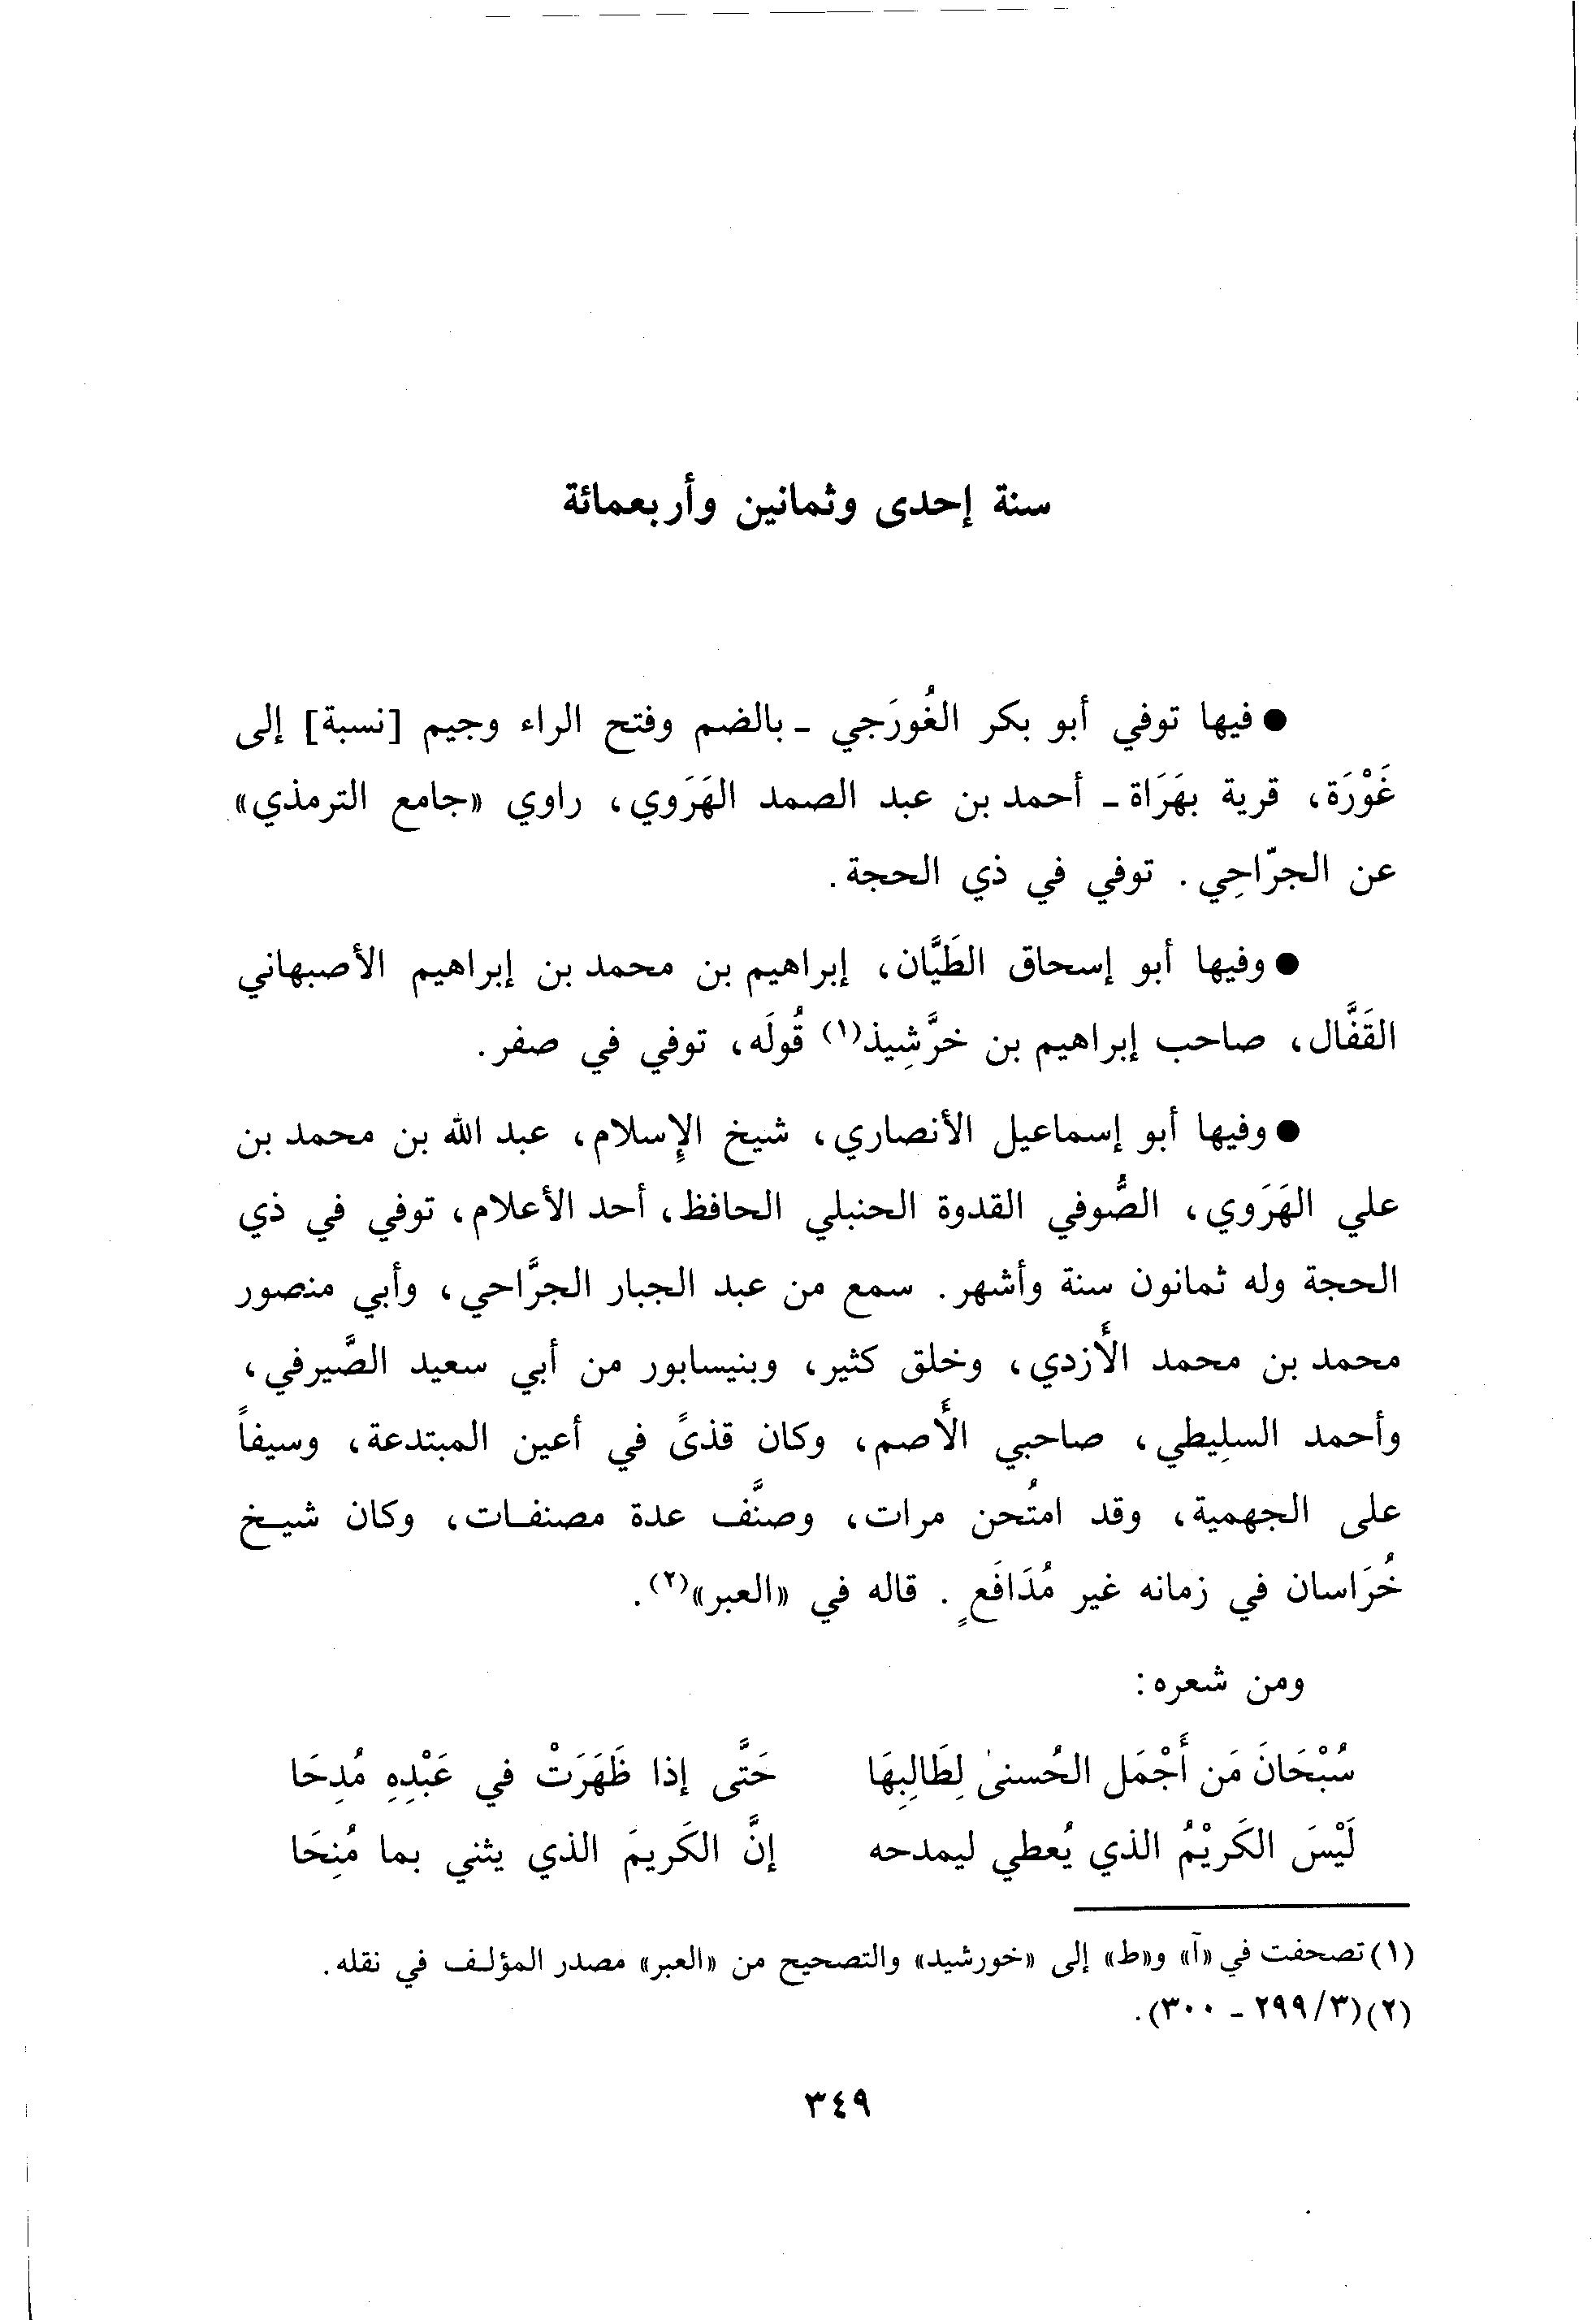 سنة إحدى وثمانين وأربعمائة
● فيها توفي أبو بكر الغُورَجي ـ بالضم وفتح الراء وجيم [نسبة] إلى
غَوْرَة، قرية بهَرَاة ـ أحمد بن عبد الصمد الهَرَوي، راوي «جامع الترمذي»
عن الجرّاحِي. توفي في ذي الحجة.
● وفيها أبو إسحاق الطَيَّان، إبراهيم بن محمد بن إبراهيم الأصبهاني
القَفَّال، صاحب إبراهيم بن خرَّشِيذ(١) قُولَه، توفي في صفر.
● وفيها أبو إسماعيل الأنصاري، شيخ الإِسلام، عبد الله بن محمد بن
علي الهَرَوي، الصُّوفي القدوة الحنبلي الحافظ، أحد الأعلام، توفي في ذي
الحجة وله ثمانون سنة وأشهر. سمع من عبد الجبار الجرَّاحي، وأبي منصور
محمد بن محمد الأَزدي، وخلق كثير، وبنيسابور من أبي سعيد الصَّيرفي،
وأحمد السلِيطي، صاحبي الأَصم، وكان قذىً في أعين المبتدعة، وسيفاً
على الجهمية، وقد امتُحن مرات، وصنَّف عدة مصنفات، وكان شيخ
خُرَاسان في زمانه غير مُدَافَعٍ. قاله في «العبر»(٢).
ومن شعره:
سُبْحَانَ مَن أَجْمَل الحُسنىٰ لِطَالِبِهَا حَتَّى إذا ظَهَرَتْ في عَبْدِهِ مُدِحَا
لَيْسَ الكَرِيْمُ الذي يُعطي ليمدحه إنَّ الكَريمَ الذي يثني بما مُنِحَا
(١) تصحفت في «آ» و«ط» إلى «خورشيد» والتصحيح من «العبر» مصدر المؤلف في نقله.
(٢) (٣/٢٩٩ ـ ٣٠٠).
٣٤٩